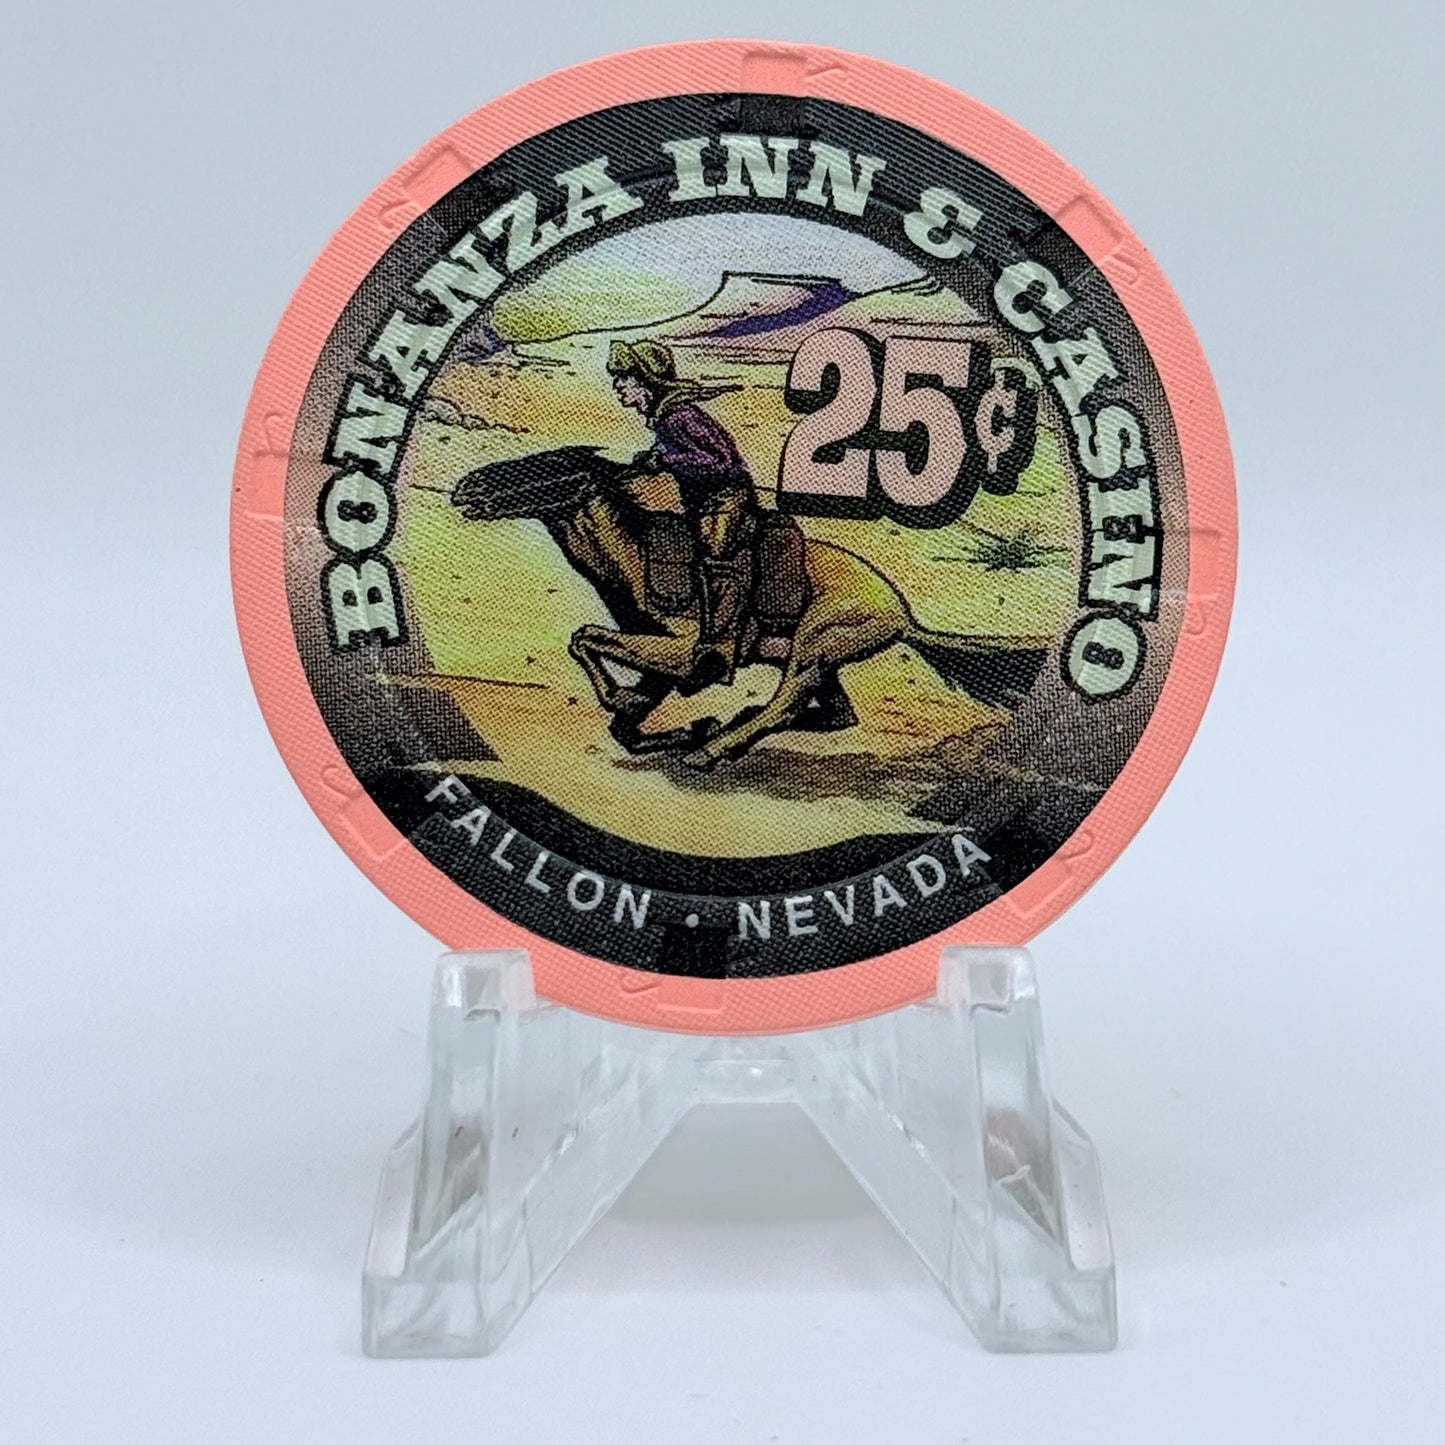 BONANZA INN & CASINO
25¢
FALLON • NEVADA